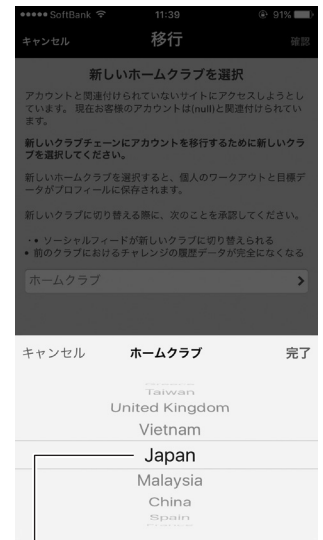 ●●●●● SoftBank 11:39 91%
キャンセル 移行 確認
新しいホームクラブを選択
アカウントと関連付けられていないサイトにアクセスしようとし
ています。 現在お客様のアカウントは(null)と関連付けられてい
ます。
新しいクラブチェーンにアカウントを移行するために新しいクラ
ブを選択してください。
新しいホームクラブを選択すると、個人のワークアウトと目標デ
ータがプロフィールに保存されます。
新しいクラブに切り替える際に、次のことを承認してください。
・• ソーシャルフィードが新しいクラブに切り替えられる
• 前のクラブにおけるチャレンジの履歴データが完全になくなる
ホームクラブ
キャンセル ホームクラブ 完了
Taiwan
United Kingdom
Vietnam
Japan
Malaysia
China
Spain